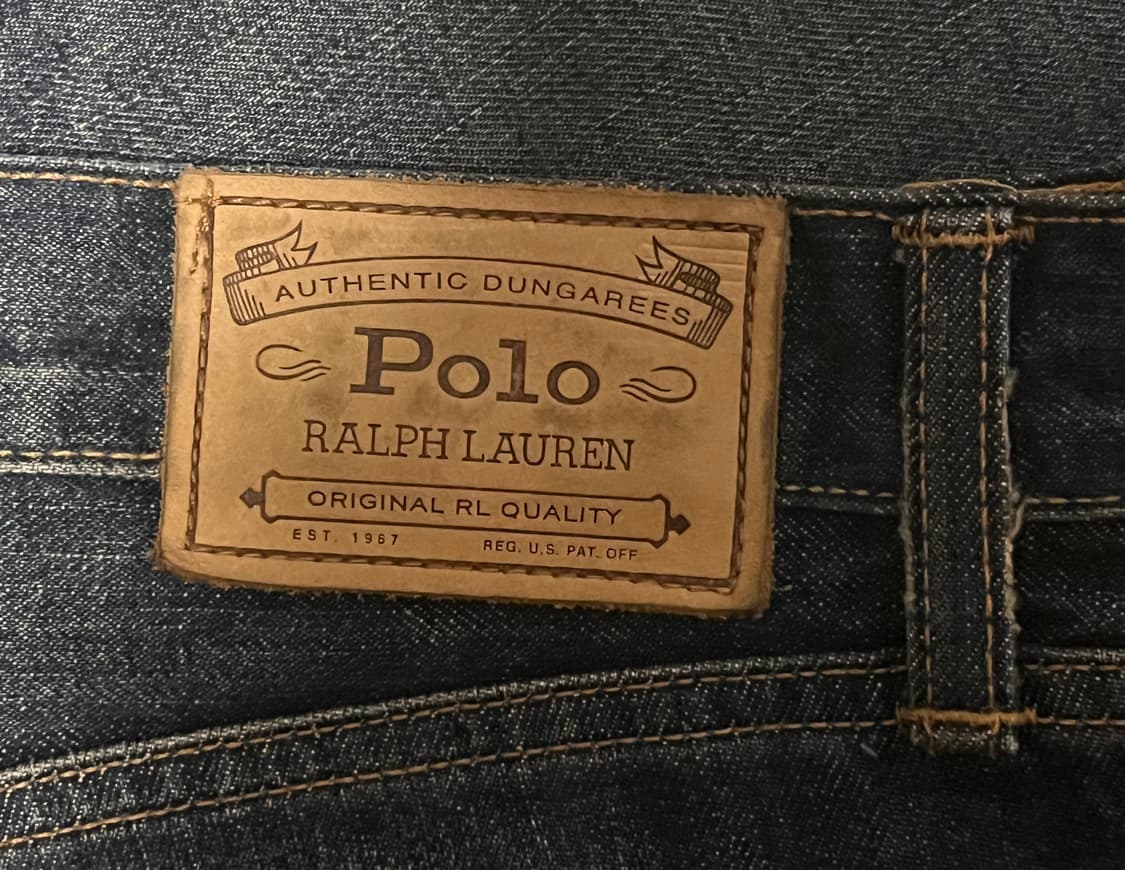 AUTHENTIC DUNGAREES
Polo
RALPH LAUREN
ORIGINAL RL QUALITY
EST. 1967 REG. U.S. PAT. OFF